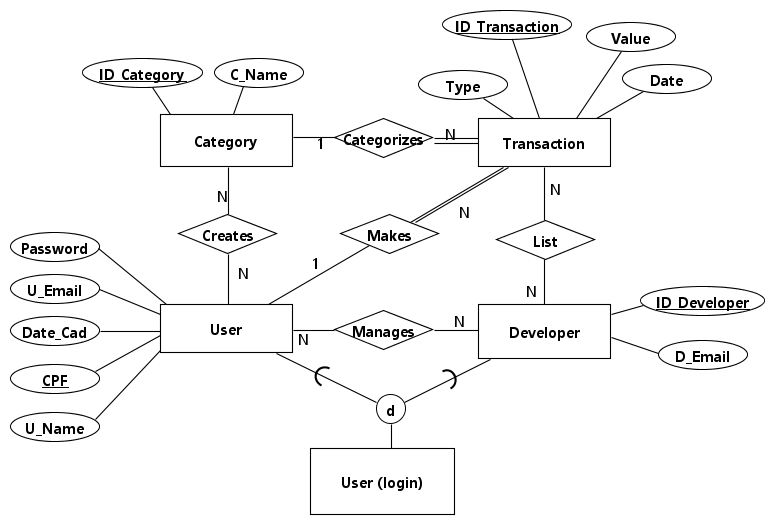 ID_Transaction
Value
ID_Category
C_Name
Type
Date
Category
1
Categorizes
N
Transaction
N
N
N
Creates
Makes
List
Password
N
1
U_Email
N
ID_Developer
Date_Cad
User
N
Manages
N
Developer
D_Email
CPF
U_Name
d
User (login)